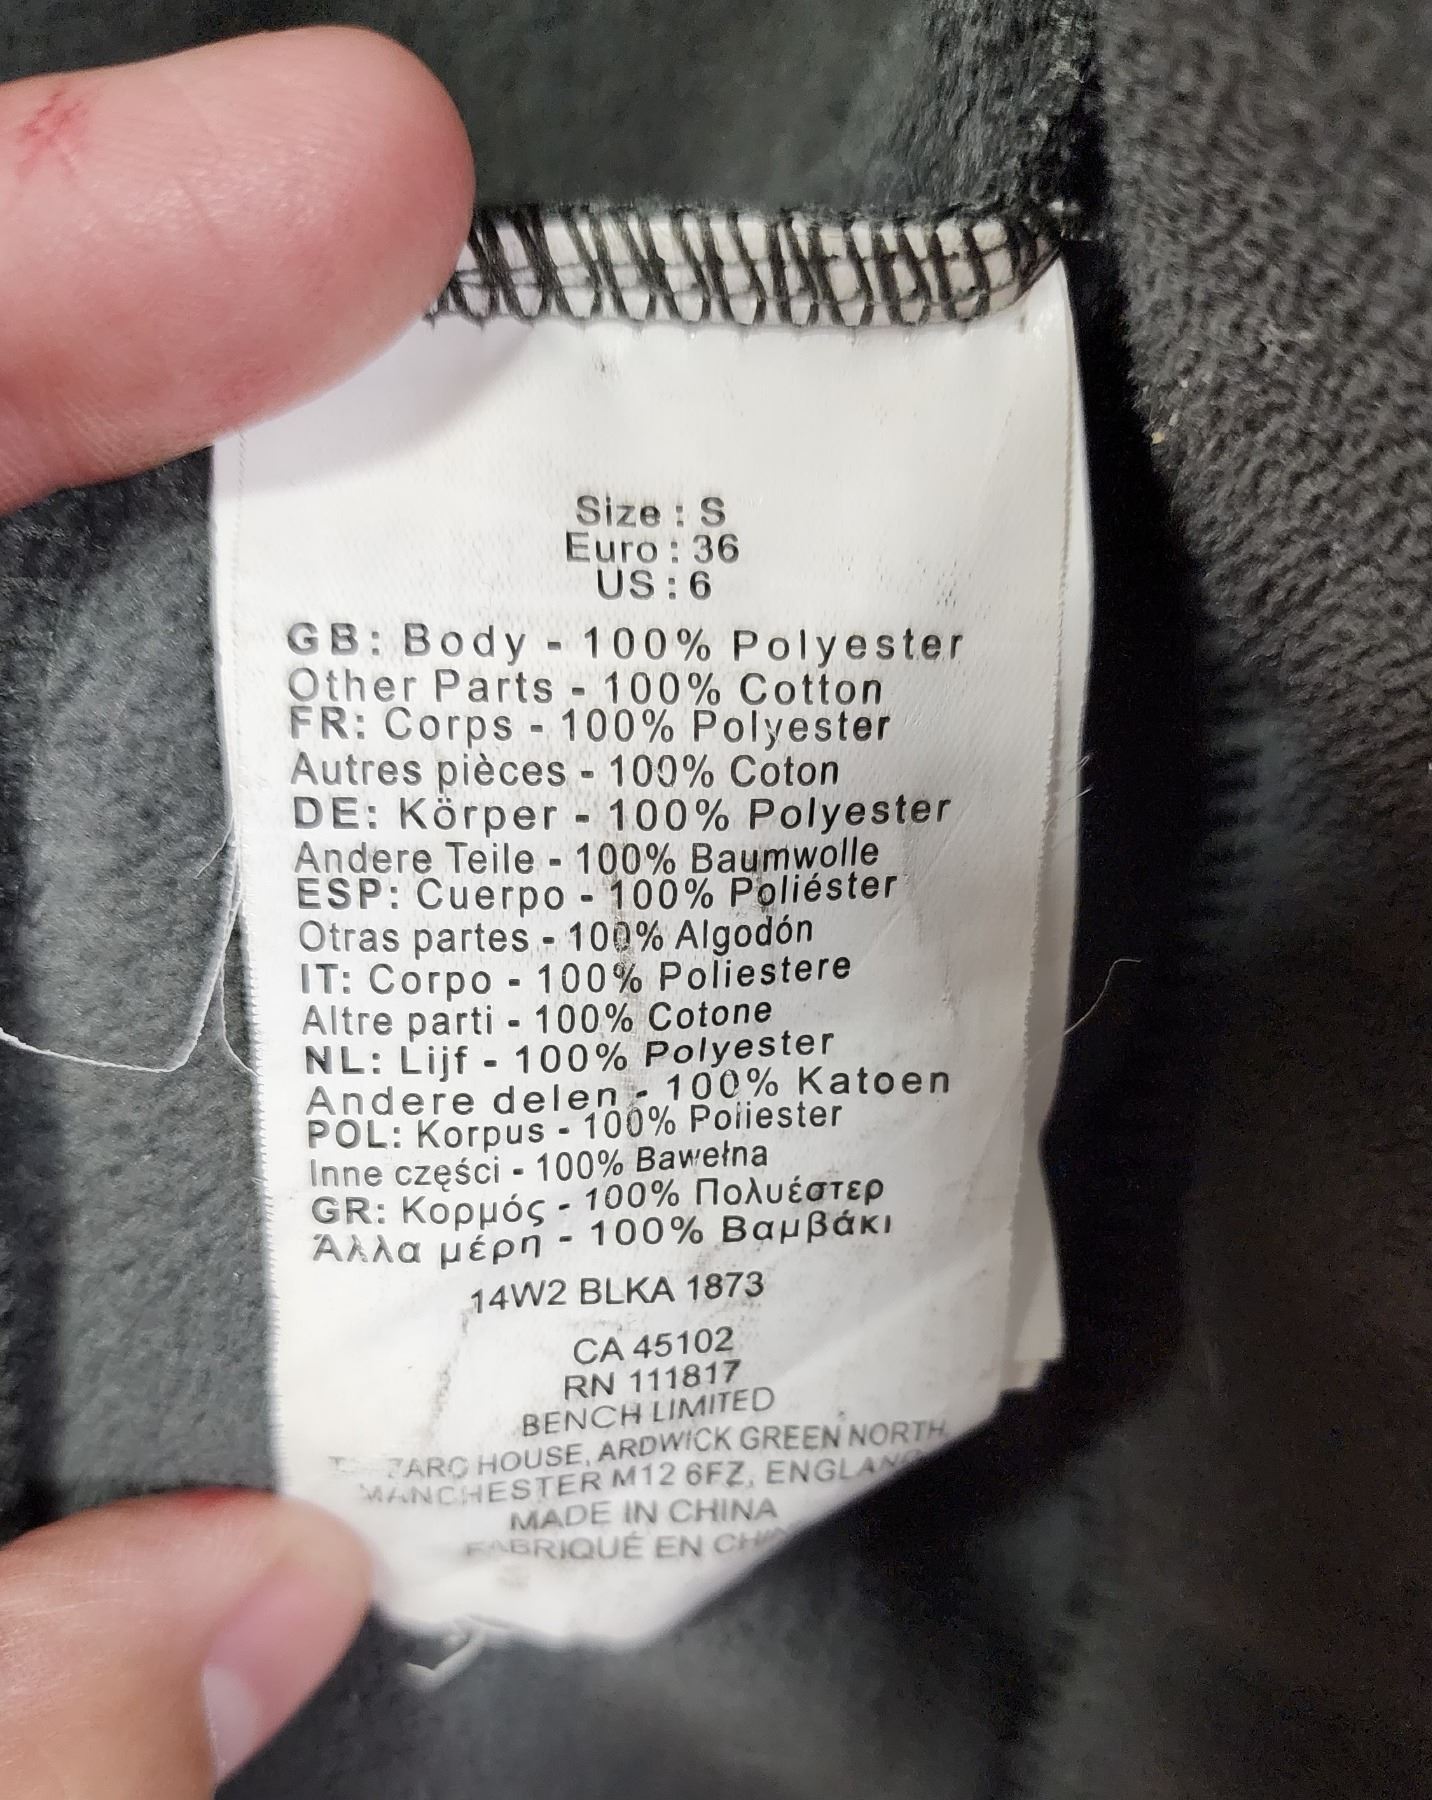 Size : S
Euro : 36
US : 6
GB: Body - 100% Polyester
Other Parts - 100% Cotton
FR: Corps - 100% Polyester
Autres pièces - 100% Coton
DE: Körper - 100% Polyester
Andere Teile - 100% Baumwolle
ESP: Cuerpo - 100% Poliéster
Otras partes - 100% Algodón
IT: Corpo - 100% Poliestere
Altre parti - 100% Cotone
NL: Lijf - 100% Polyester
Andere delen - 100% Katoen
POL: Korpus - 100% Poliiester
Inne części - 100% Bawełna
GR: Κορμός - 100% Πολυέστερ
Άλλα μέρη - 100% Βαμβάκι
14W2 BLKA 1873
CA 45102
RN 111817
BENCH LIMITED
HOUSE, ARDWICK GREEN NORTH
MANCHESTER M12 6FZ, ENGLAND
MADE IN CHINA
FABRIQUÉ EN